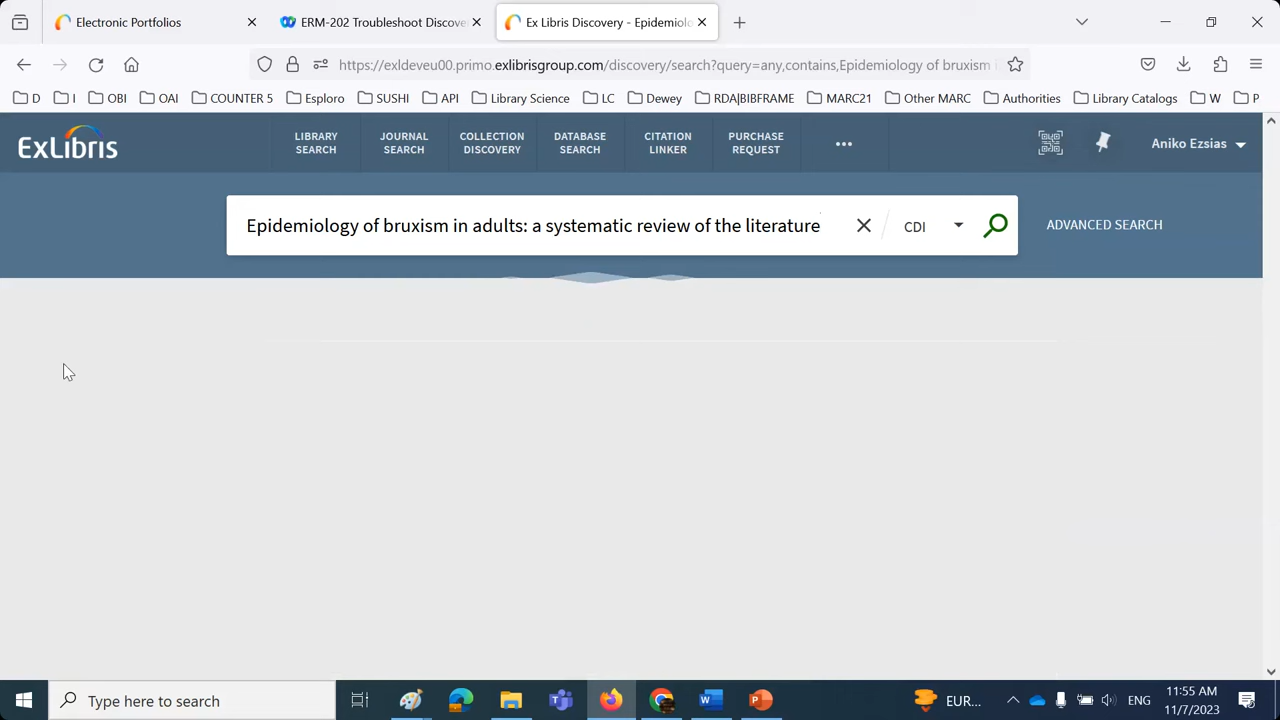 Electronic Portfolios
ERM-202 Troubleshoot Discove
Ex Libris Discovery - Epidemiolo
https://exldeveu00.primo.exlibrisgroup.com/discovery/search?query=any,contains,Epidemiology of bruxism
D
I
OBI
OAI
COUNTER 5
Esploro
SUSHI
API
Library Science
LC
Dewey
RDA|BIBFRAME
MARC21
Other MARC
Authorities
Library Catalogs
W
P
ExLibris
LIBRARY
SEARCH
JOURNAL
SEARCH
COLLECTION
DISCOVERY
DATABASE
SEARCH
CITATION
LINKER
PURCHASE
REQUEST
Aniko Ezsias
Epidemiology of bruxism in adults: a systematic review of the literature
CDI
ADVANCED SEARCH
Type here to search
EUR...
ENG
11:55 AM
11/7/2023